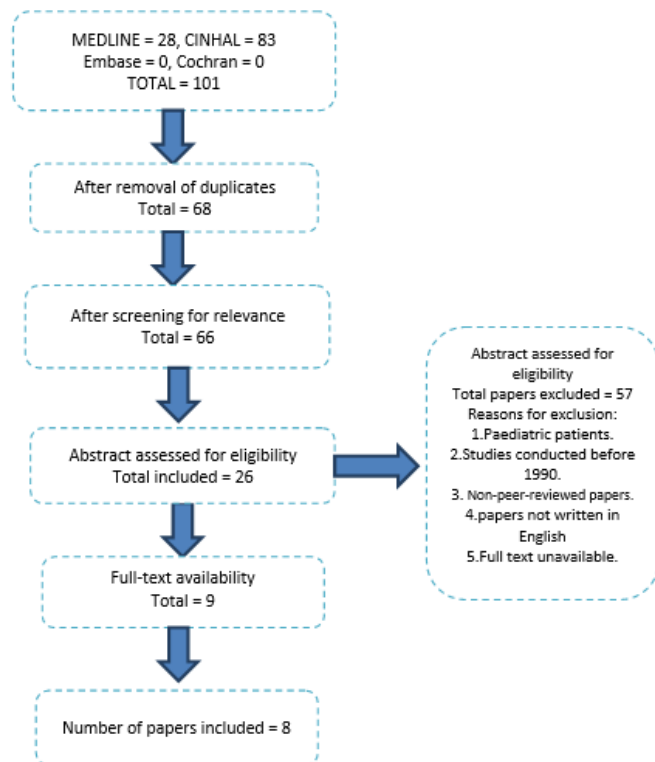 MEDLINE = 28, CINHAL = 83
Embase = 0, Cochran = 0
TOTAL = 101
After removal of duplicates
Total = 68
After screening for relevance
Total = 66
Abstract assessed for eligibility
Total included = 26
Full-text availability
Total = 9
Number of papers included = 8
Abstract assessed for
eligibility
Total papers excluded = 57
Reasons for exclusion:
1.Paediatric patients.
2.Studies conducted before
1990.
3. Non-peer-reviewed papers.
4.papers not written in
English
5.Full text unavailable.